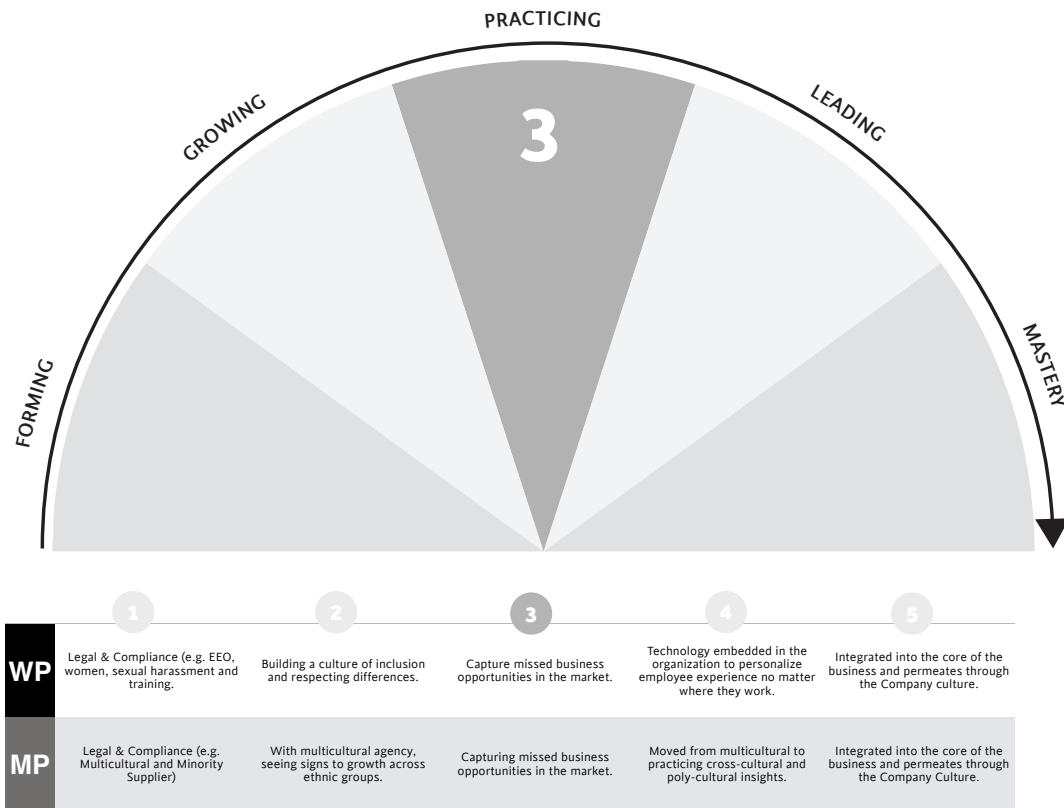 PRACTICING
GROWING
LEADING
3
FORMING
MASTERY
1
2
3
4
5
WP
Legal & Compliance (e.g. EEO,
women, sexual harassment and
training.
Building a culture of inclusion
and respecting differences.
Capture missed business
opportunities in the market.
Technology embedded in the
organization to personalize
employee experience no matter
where they work.
Integrated into the core of the
business and permeates through
the Company culture.
MP
Legal & Compliance (e.g.
Multicultural and Minority
Supplier)
With multicultural agency,
seeing signs to growth across
ethnic groups.
Capturing missed business
opportunities in the market.
Moved from multicultural to
practicing cross-cultural and
poly-cultural insights.
Integrated into the core of the
business and permeates through
the Company Culture.